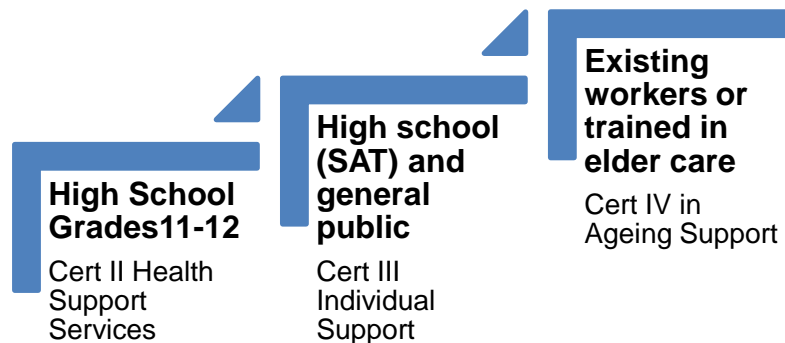 High School
Grades11-12
Cert II Health
Support
Services
High school
(SAT) and
general
public
Cert III
Individual
Support
Existing
workers or
trained in
elder care
Cert IV in
Ageing Support